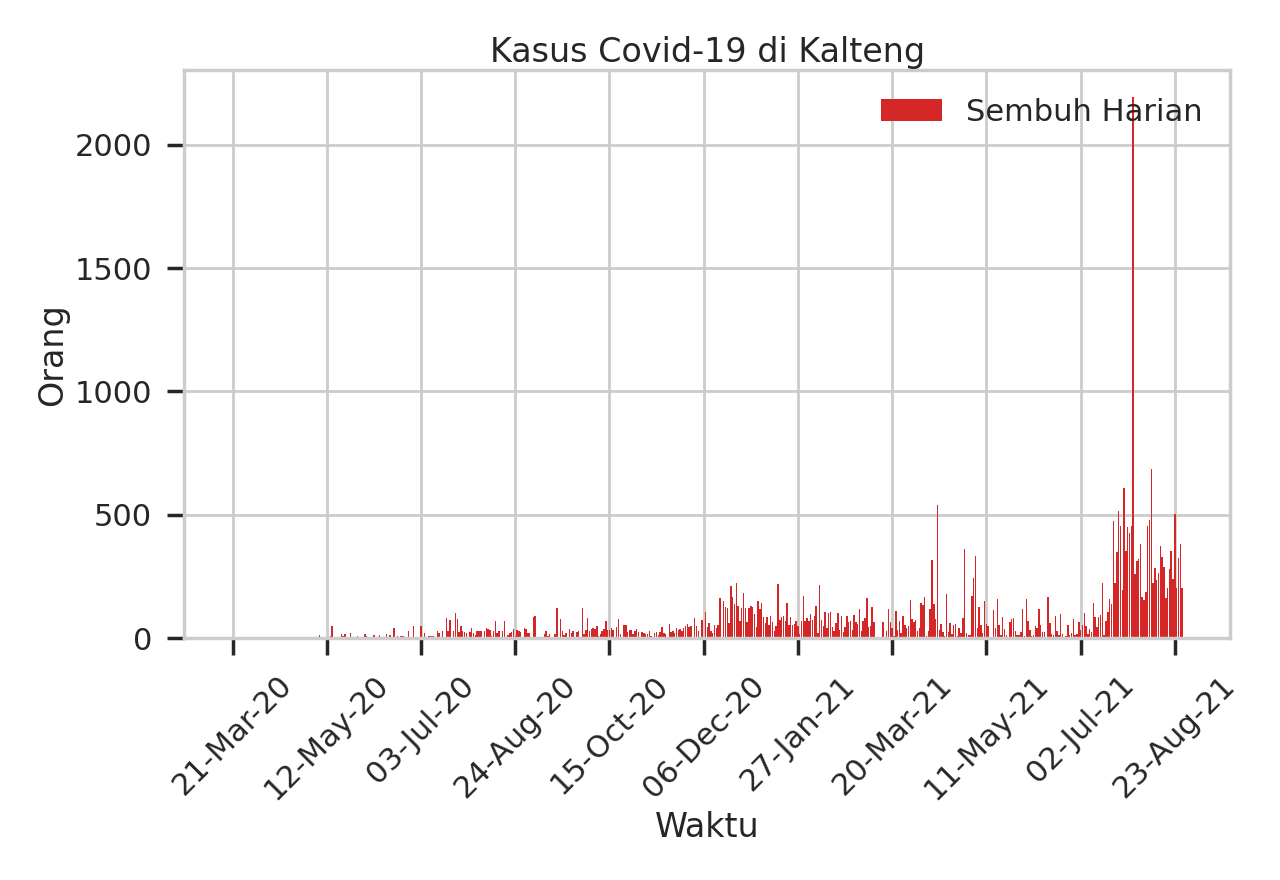 Kasus Covid-19 di Kalteng
Sembuh Harian
2000
1500
1000
500
0
Orang
21-Mar-20
12-May-20
03-Jul-20
24-Aug-20
15-Oct-20
06-Dec-20
27-Jan-21
20-Mar-21
11-May-21
02-Jul-21
23-Aug-21
Waktu